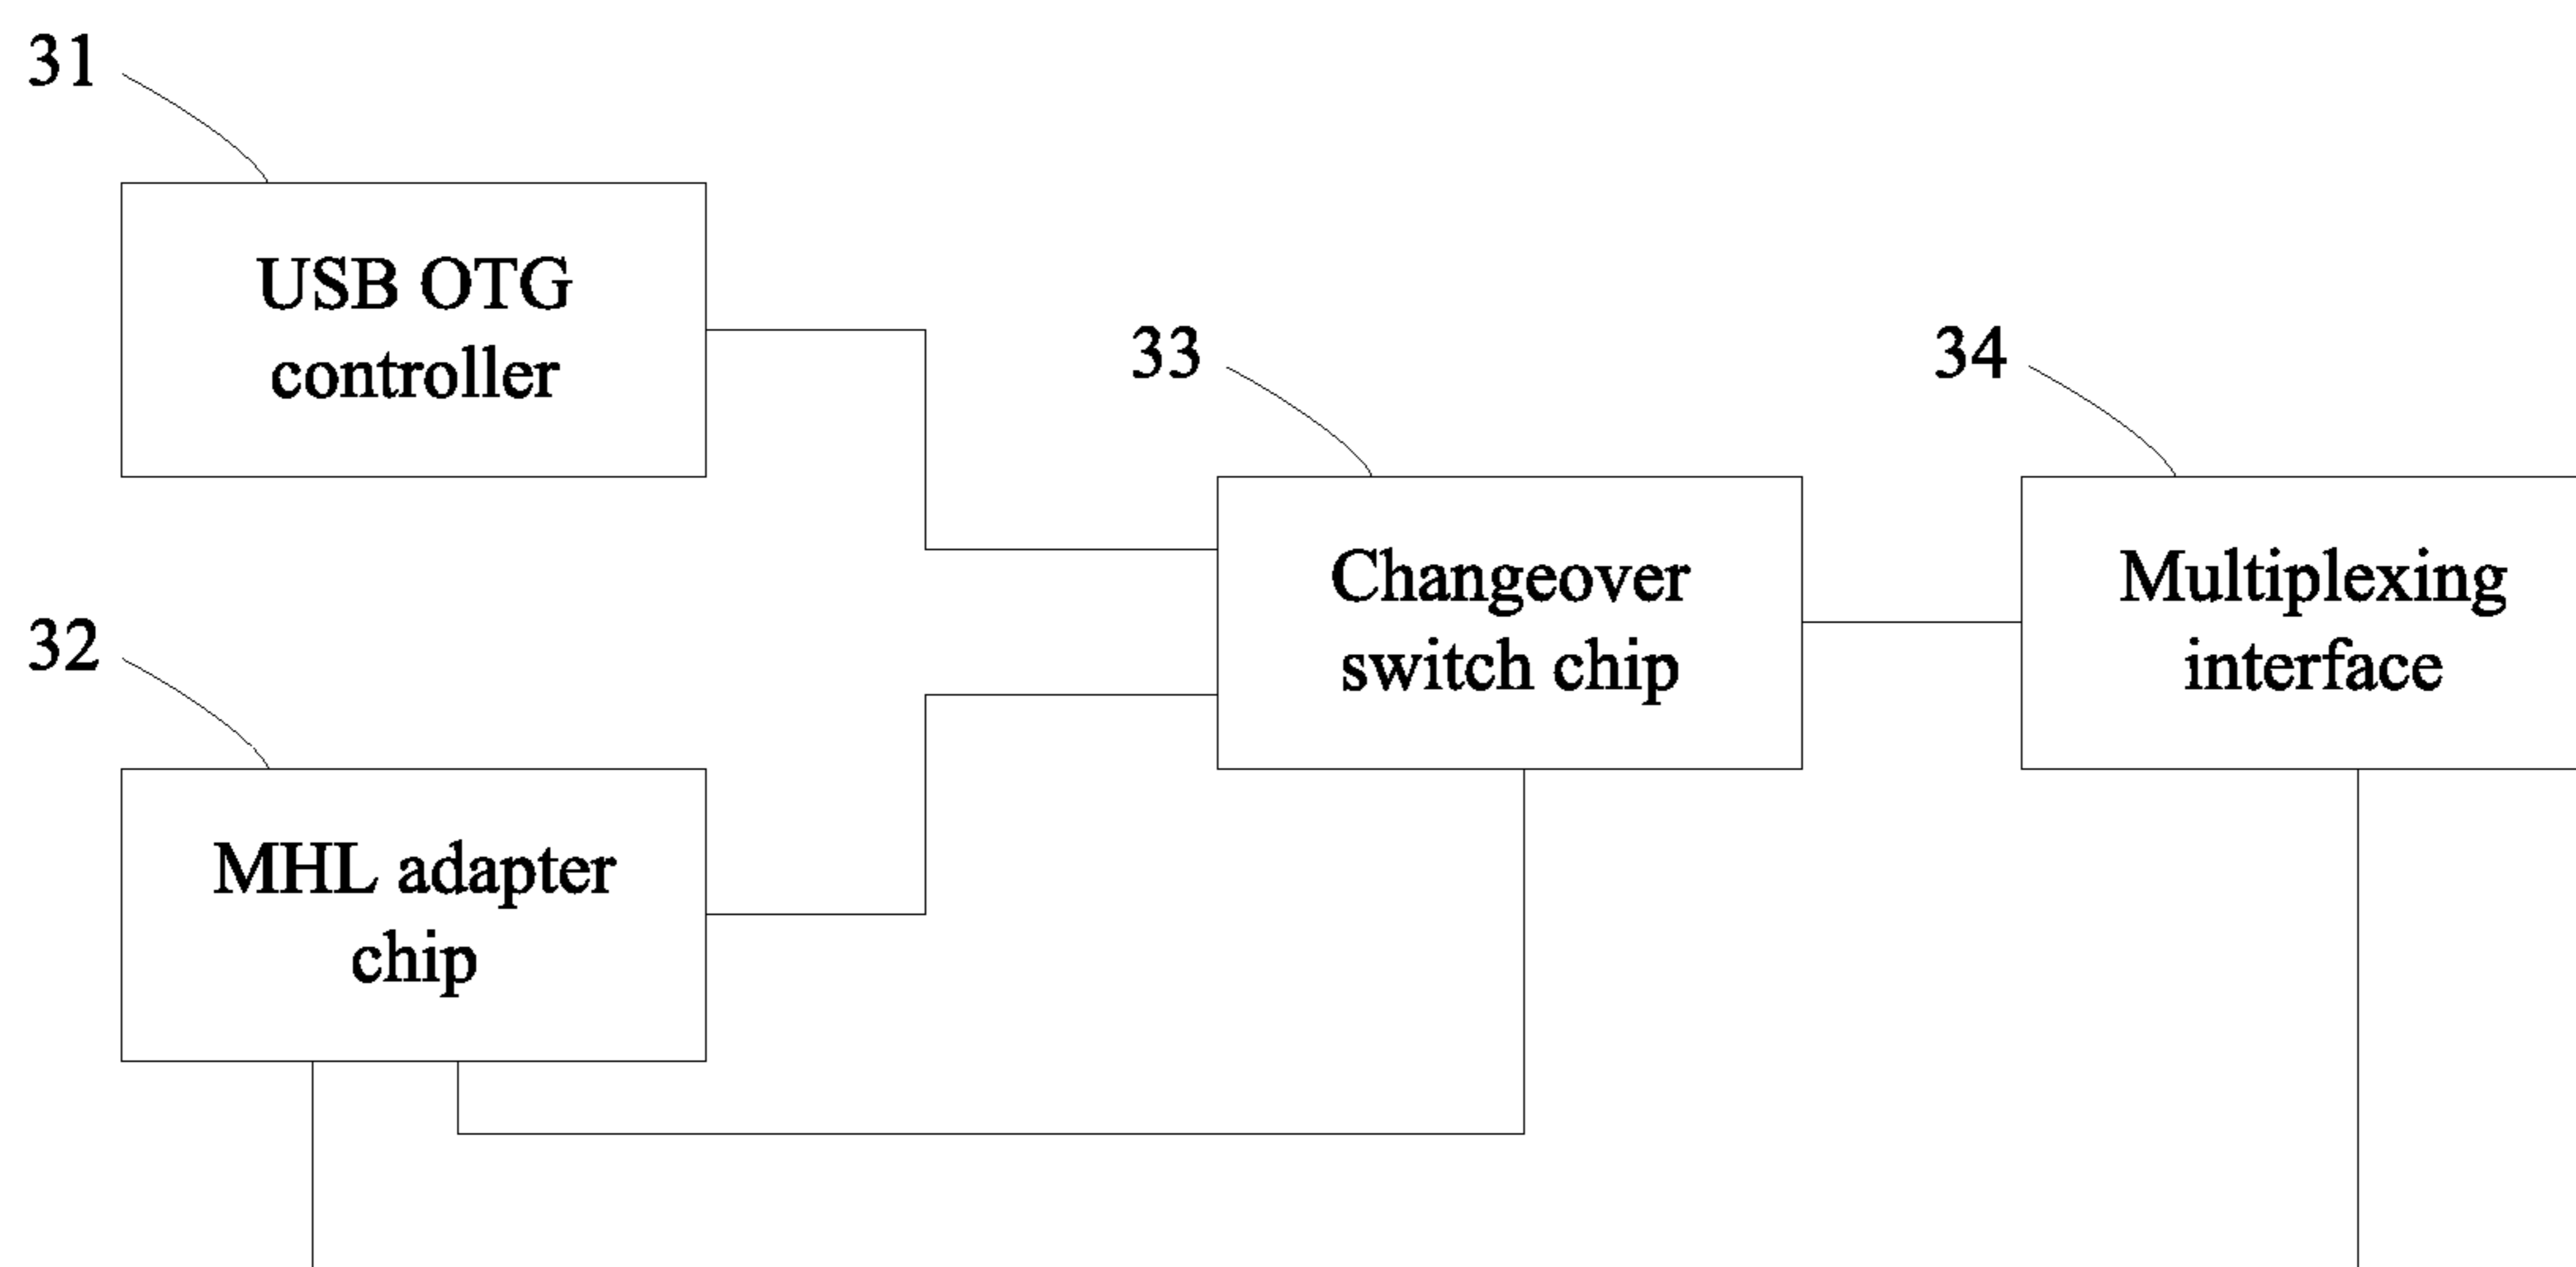 31
USB OTG
controller
33
34
Changeover
switch chip
Multiplexing
interface
32
MHL adapter
chip